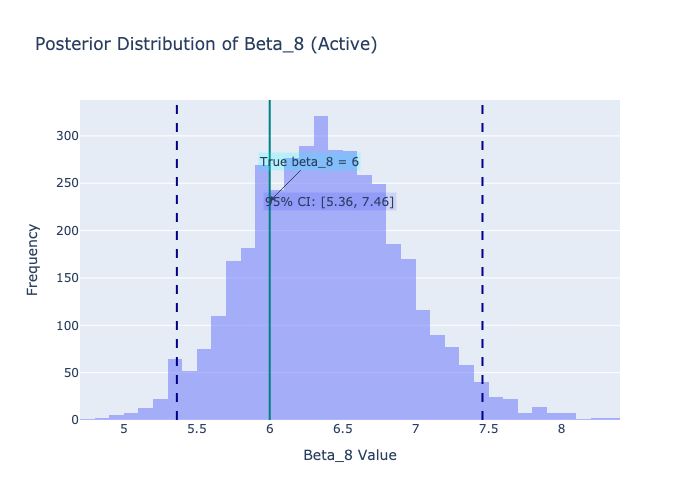 Posterior Distribution of Beta_8 (Active)
Frequency
300
250
200
150
100
50
0
True beta_8 = 6
95% CI: [5.36, 7.46]
5
5.5
6
6.5
7
7.5
8
Beta_8 Value